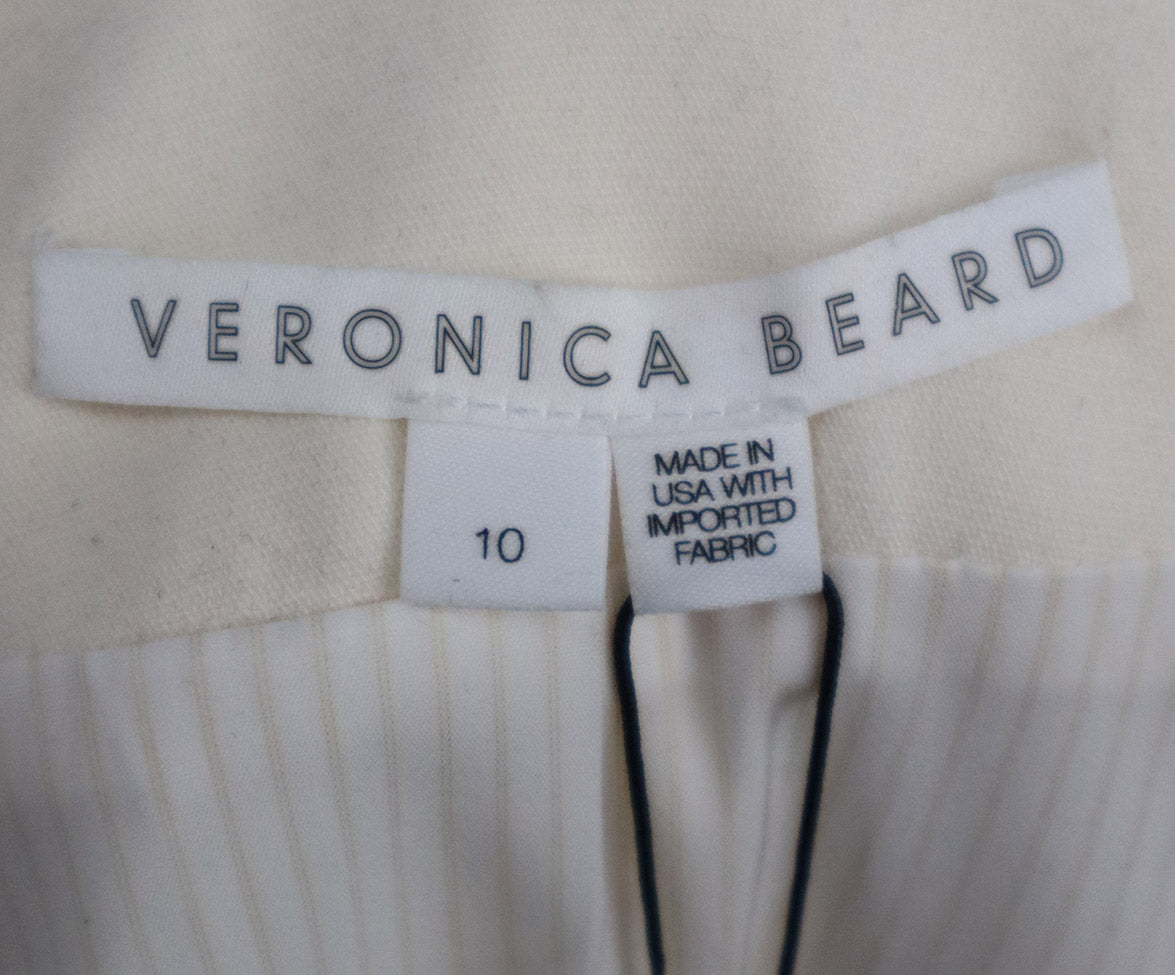 VERONICA BEARD
10
MADE IN
USA WITH
IMPORTED
FABRIC